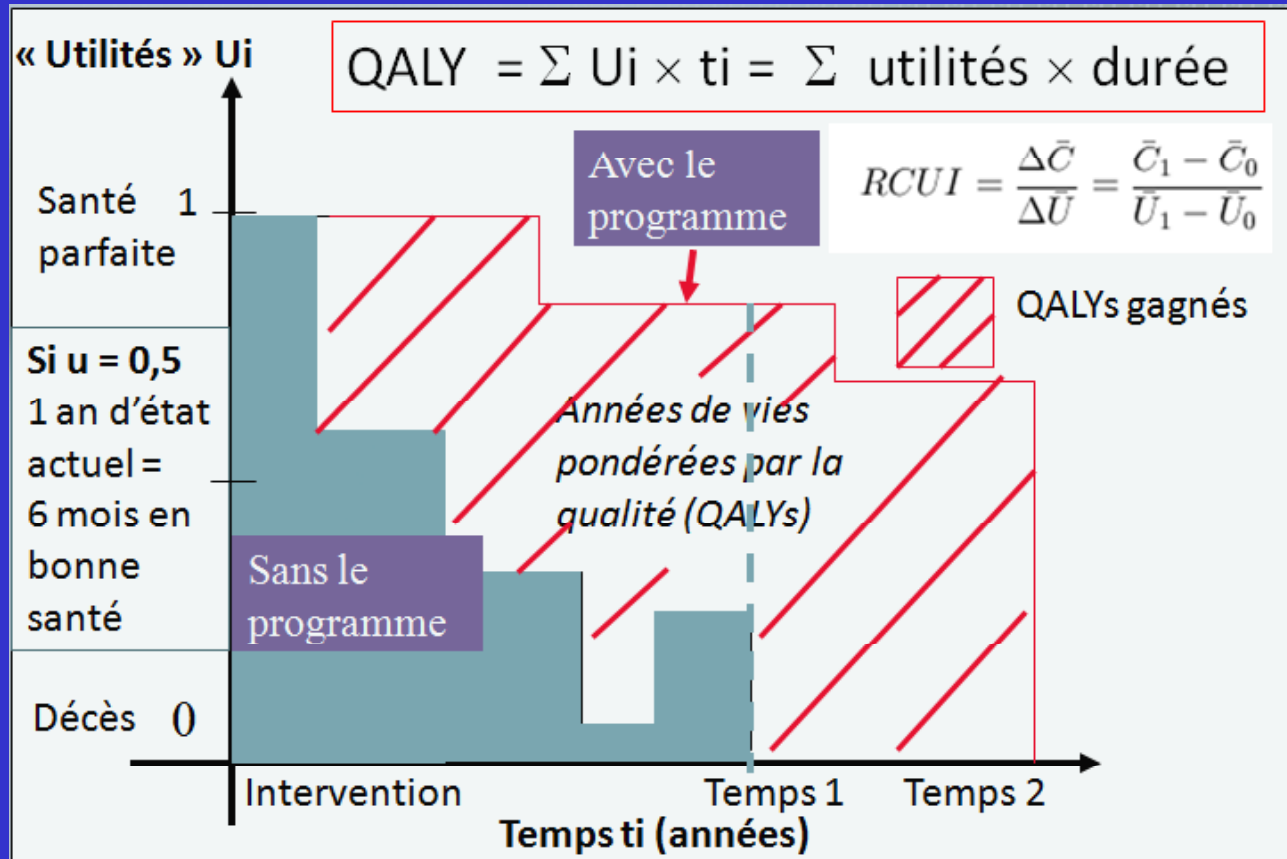 « Utilités » Ui
QALY = Σ Ui × ti = Σ utilités × durée
Avec le
programme
RCUI = ΔC̄ / ΔŪ = (C̄₁ − C̄₀) / (Ū₁ − Ū₀)
Santé 1
parfaite
QALYs gagnés
Si u = 0,5
1 an d’état
actuel =
6 mois en
bonne
santé
Années de vies
pondérées par la
qualité (QALYs)
Sans le
programme
Décès 0
Intervention
Temps 1
Temps 2
Temps ti (années)